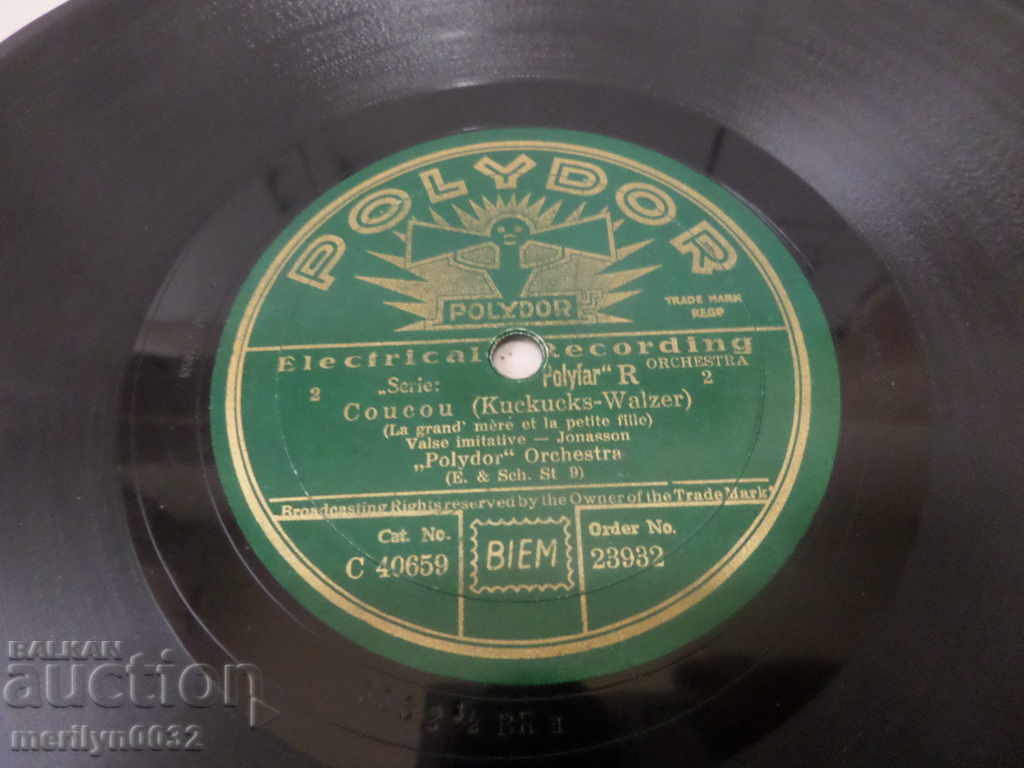 POLYDOR
POLYDOR
TRADE MARK
REGD
Electrical Recording
ORCHESTRA
2 „Serie: Polyfar" R 2
Coucou (Kuckucks-Walzer)
(La grand' mère et la petite fille)
Valse imitative — Jonasson
„Polydor" Orchestra
(E. & Sch. St 9)
Broadcasting Rights reserved by the Owner of the Trade Mark
Cat. No.
C 40659
BIEM
Order No.
23932
BALKAN
auction
merilyn0032